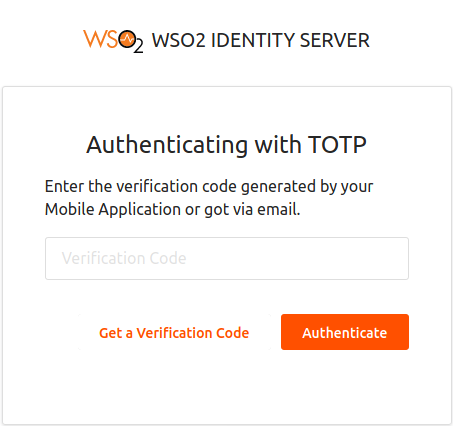 WSO2 WSO2 IDENTITY SERVER
Authenticating with TOTP
Enter the verification code generated by your
Mobile Application or got via email.
Verification Code
Get a Verification Code Authenticate